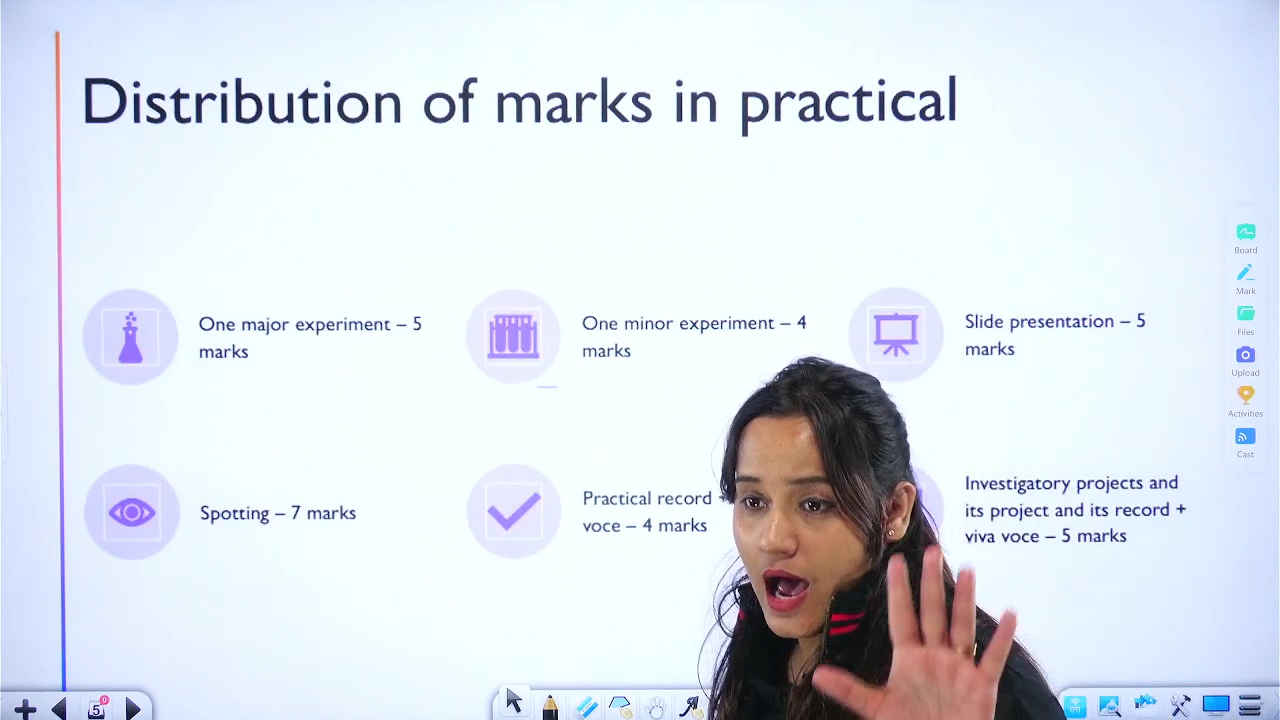 Distribution of marks in practical
One major experiment – 5
marks
One minor experiment – 4
marks
Slide presentation – 5
marks
Spotting – 7 marks
Practical record
voce – 4 marks
Investigatory projects and
its project and its record +
viva voce – 5 marks
Board
Mark
Files
Upload
Activities
Cast
5
0